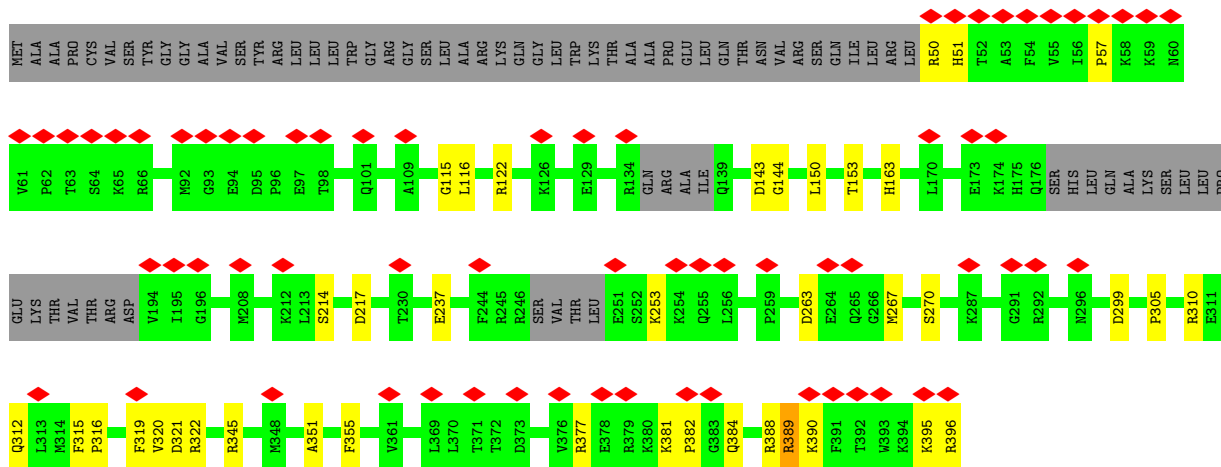 MET ALA ALA PRO CYS VAL SER TYR GLY GLY ALA VAL SER TYR ARG LEU LEU LEU TRP GLY ARG GLY SER LEU ALA ARG LYS GLN GLY LEU TRP LYS THR ALA ALA PRO GLU LEU GLN THR ASN VAL ARG SER GLN ILE LEU ARG LEU R50 H51 T52 A53 F54 V55 I56 P57 K58 K59 N60
V61 P62 T63 S64 K65 R66 M92 G93 E94 D95 P96 E97 T98 Q101 A109 G115 L116 R122 K126 E129 R134 GLN ARG ALA ILE Q139 D143 G144 L150 T153 H163 L170 E173 K174 H175 Q176 SER HIS LEU GLN ALA LYS SER LEU LEU PRO
GLU LYS THR VAL THR ARG ASP V194 I195 G196 M208 K212 L213 S214 D217 T230 E237 F244 R245 R246 SER VAL THR LEU E251 S252 K253 K254 Q255 L256 P259 D263 E264 Q265 G266 M267 S270 K287 G291 R292 N296 D299 P305 R310 E311
Q312 L313 M314 F315 P316 F319 V320 D321 R322 R345 M348 A351 F355 V361 L369 L370 T371 T372 D373 V376 R377 E378 R379 K380 K381 P382 G383 Q384 R388 R389 K390 F391 T392 W393 K394 K395 R396